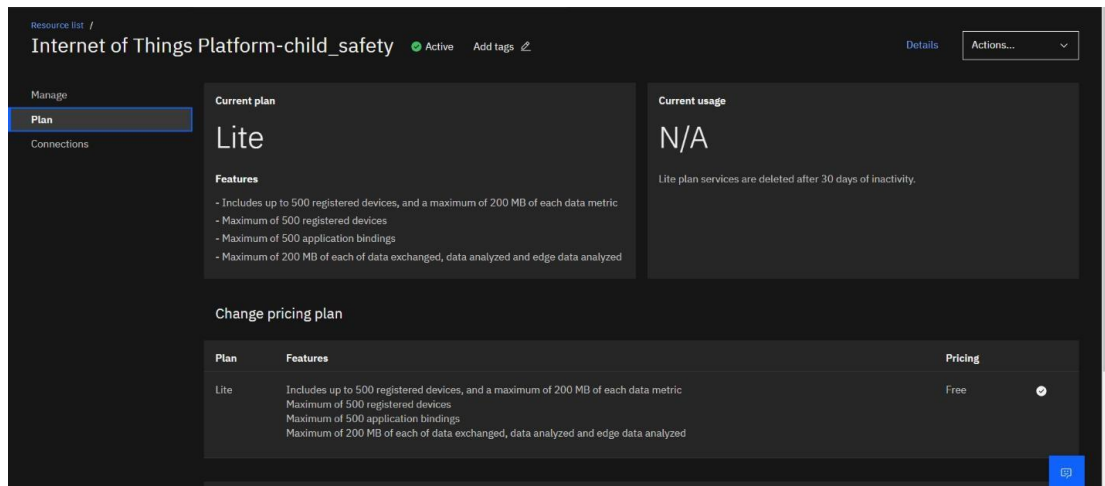 Resource list /
Internet of Things Platform-child_safety Active Add tags
Details Actions...
Manage
Plan
Connections
Current plan
Lite
Features
- Includes up to 500 registered devices, and a maximum of 200 MB of each data metric
- Maximum of 500 registered devices
- Maximum of 500 application bindings
- Maximum of 200 MB of each of data exchanged, data analyzed and edge data analyzed
Current usage
N/A
Lite plan services are deleted after 30 days of inactivity.
Change pricing plan
Plan Features Pricing
Lite Includes up to 500 registered devices, and a maximum of 200 MB of each data metric Free
Maximum of 500 registered devices
Maximum of 500 application bindings
Maximum of 200 MB of each of data exchanged, data analyzed and edge data analyzed